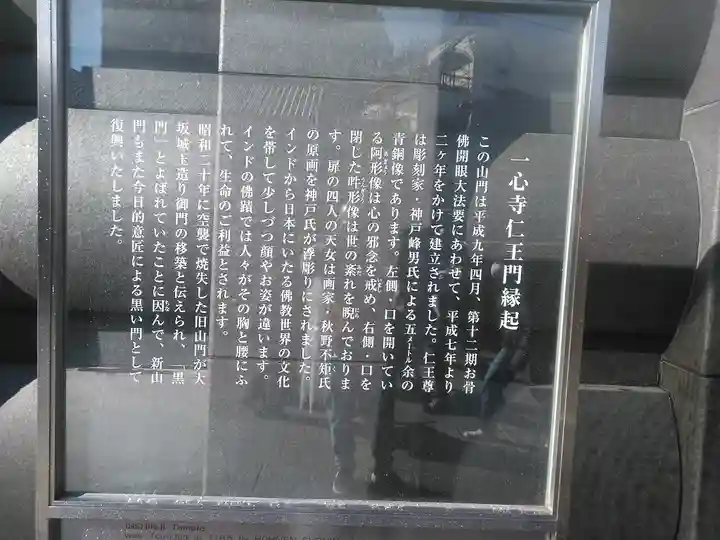 一心寺仁王門縁起
この山門は平成九年四月、第十二期お骨
佛開眼大法要にあわせて、平成七年より
二ヶ年をかけて建立されました。仁王尊
は彫刻家・神戸峰男氏による五メートル余の
青銅像であります。左側・口を開いてい
る阿形像は心の邪念を戒め、右側・口を
閉じた吽形像は世の紊れを睨んでおりま
す。扉の四人の天女は画家・秋野不矩氏
の原画を神戸氏が浮彫りにされました。
インドから日本にいたる佛教世界の文化
を帯して少しづつ顔やお姿が違います。
インドの佛蹟では人々がその胸と腰にふ
れて、生命のご利益とされます。
昭和二十年に空襲で焼失した旧山門が大
坂城玉造り御門の移築と伝えられ、「黒
門」とよばれていたことに因んで、新山
門もまた今日的意匠による黒い門として
復興いたしました。
Temple